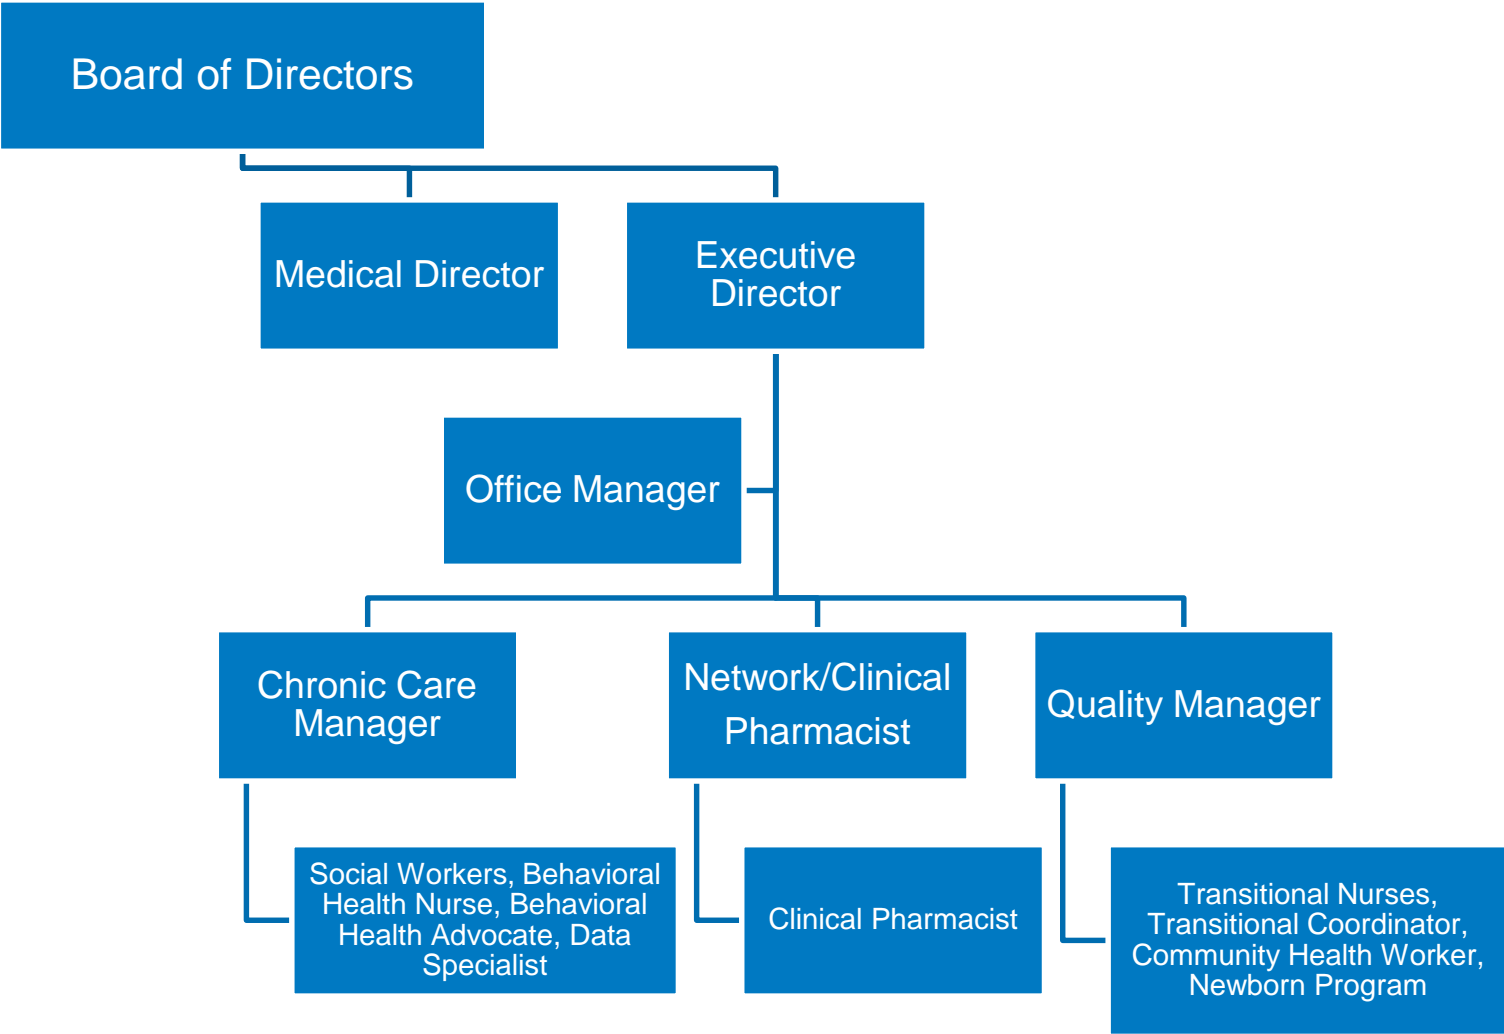 Board of Directors
Medical Director
Executive
Director
Office Manager
Chronic Care
Manager
Network/Clinical
Pharmacist
Quality Manager
Social Workers, Behavioral
Health Nurse, Behavioral
Health Advocate, Data
Specialist
Clinical Pharmacist
Transitional Nurses,
Transitional Coordinator,
Community Health Worker,
Newborn Program